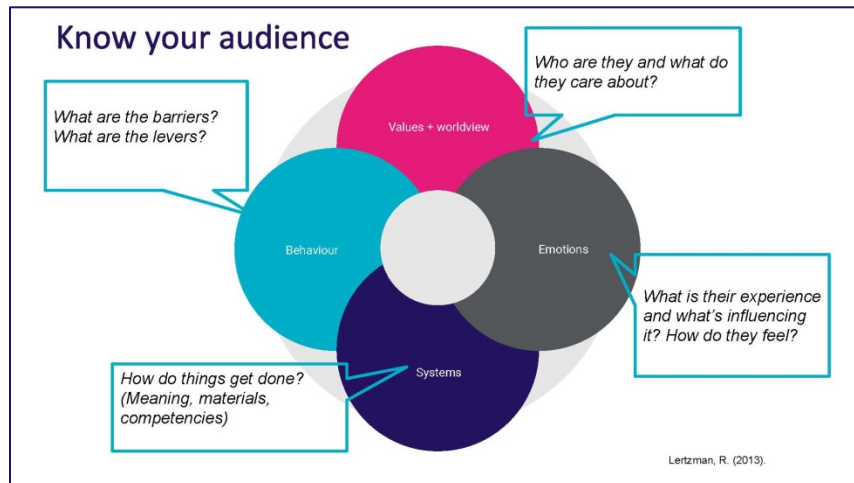 Know your audience
Who are they and what do
they care about?
What are the barriers?
What are the levers?
Values + worldview
Behaviour
Emotions
What is their experience
and what's influencing
it? How do they feel?
How do things get done?
(Meaning, materials,
competencies)
Systems
Lertzman, R. (2013).